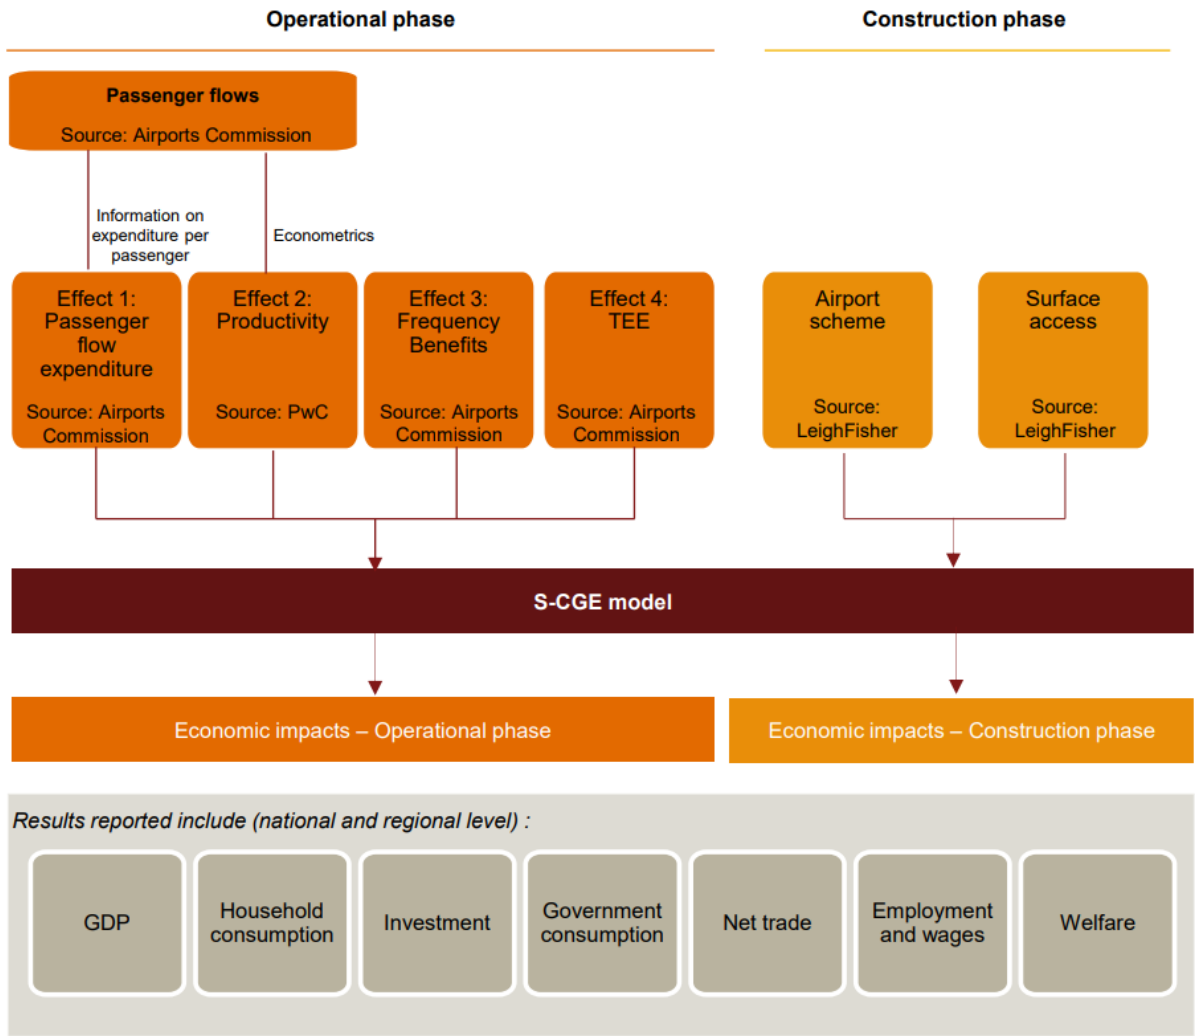 Operational phase
Construction phase
Passenger flows
Source: Airports Commission
Information on
expenditure per
passenger
Econometrics
Effect 1:
Passenger
flow
expenditure
Source: Airports
Commission
Effect 2:
Productivity
Source: PwC
Effect 3:
Frequency
Benefits
Source: Airports
Commission
Effect 4:
TEE
Source: Airports
Commission
Airport
scheme
Source:
LeighFisher
Surface
access
Source:
LeighFisher
S-CGE model
Economic impacts – Operational phase
Economic impacts – Construction phase
Results reported include (national and regional level) :
GDP
Household
consumption
Investment
Government
consumption
Net trade
Employment
and wages
Welfare